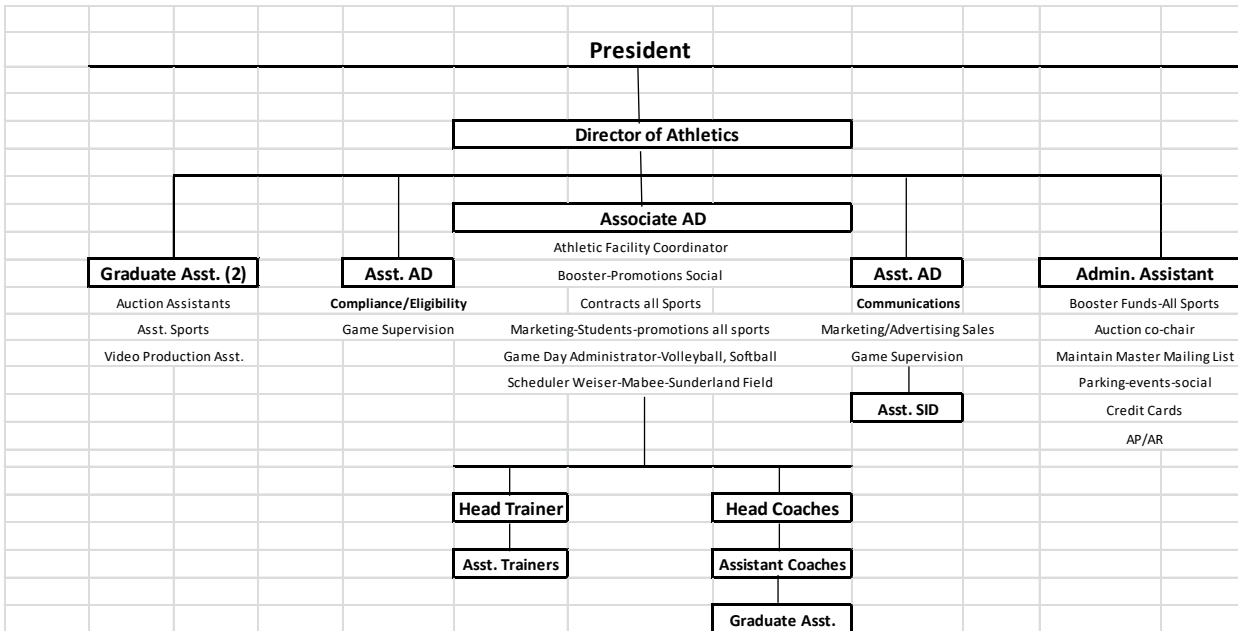 President
Director of Athletics
Associate AD
Athletic Facility Coordinator
Booster-Promotions Social
Contracts all Sports
Marketing-Students-promotions all sports
Game Day Administrator-Volleyball, Softball
Scheduler Weiser-Mabee-Sunderland Field
Graduate Asst. (2)
Auction Assistants
Asst. Sports
Video Production Asst.
Asst. AD
Compliance/Eligibility
Game Supervision
Asst. AD
Communications
Marketing/Advertising Sales
Game Supervision
Asst. SID
Admin. Assistant
Booster Funds-All Sports
Auction co-chair
Maintain Master Mailing List
Parking-events-social
Credit Cards
AP/AR
Head Trainer
Asst. Trainers
Head Coaches
Assistant Coaches
Graduate Asst.